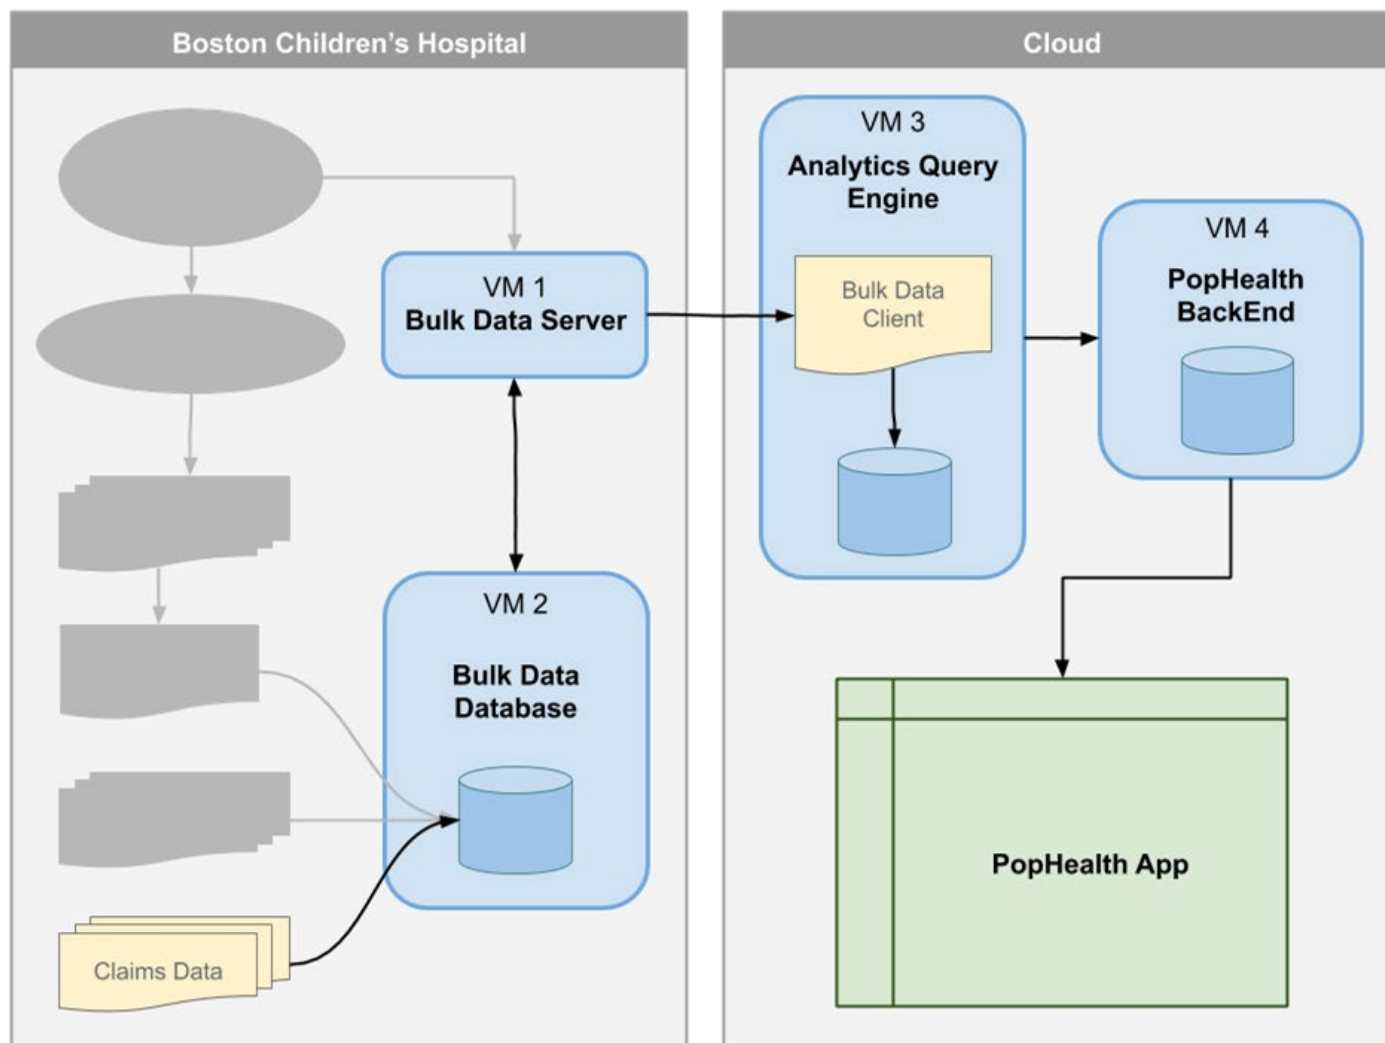 Boston Children's Hospital
VM 1
Bulk Data Server
VM 2
Bulk Data
Database
Claims Data
Cloud
VM 3
Analytics Query
Engine
Bulk Data
Client
VM 4
PopHealth
BackEnd
PopHealth App